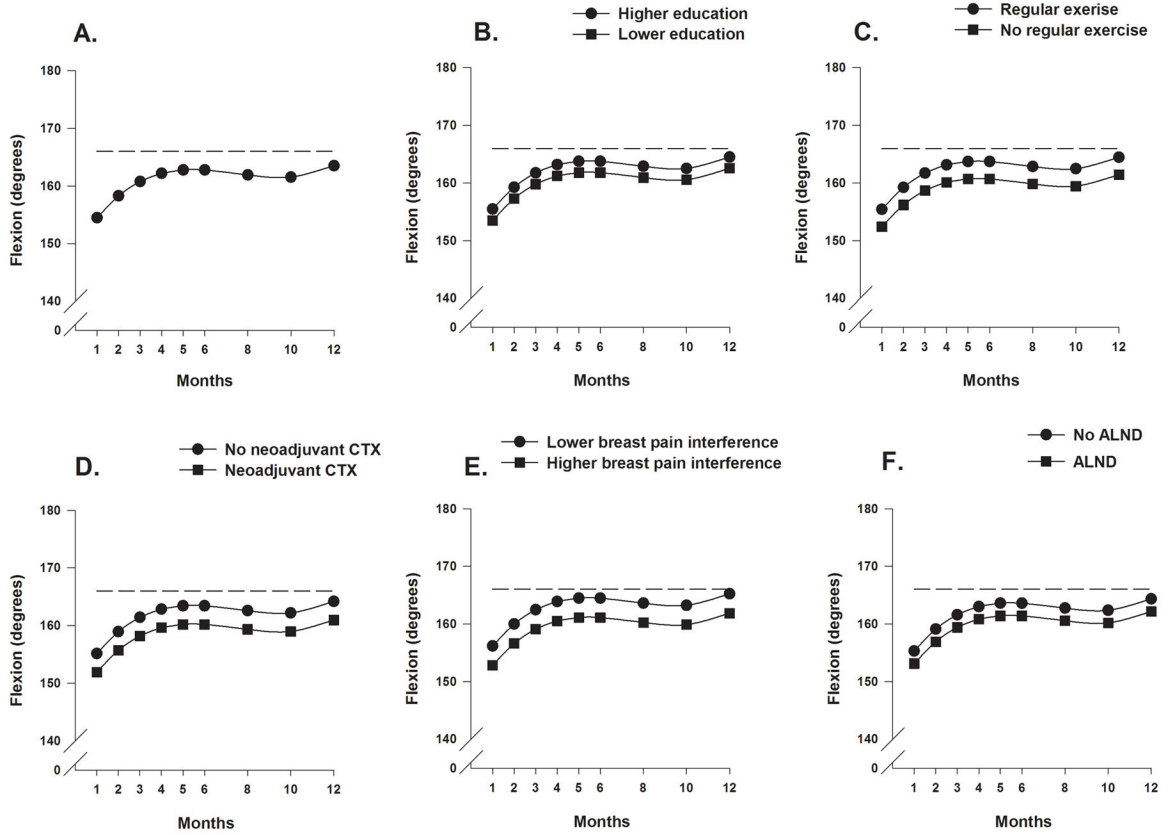 A.
180
170
160
150
140
0
Flexion (degrees)
1 2 3 4 5 6 8 10 12
Months
B.
Higher education
Lower education
180
170
160
150
140
0
Flexion (degrees)
1 2 3 4 5 6 8 10 12
Months
C.
Regular exerise
No regular exercise
180
170
160
150
140
0
Flexion (degrees)
1 2 3 4 5 6 8 10 12
Months
D.
No neoadjuvant CTX
Neoadjuvant CTX
180
170
160
150
140
0
Flexion (degrees)
1 2 3 4 5 6 8 10 12
Months
E.
Lower breast pain interference
Higher breast pain interference
180
170
160
150
140
0
Flexion (degrees)
1 2 3 4 5 6 8 10 12
Months
F.
No ALND
ALND
180
170
160
150
140
0
Flexion (degrees)
1 2 3 4 5 6 8 10 12
Months